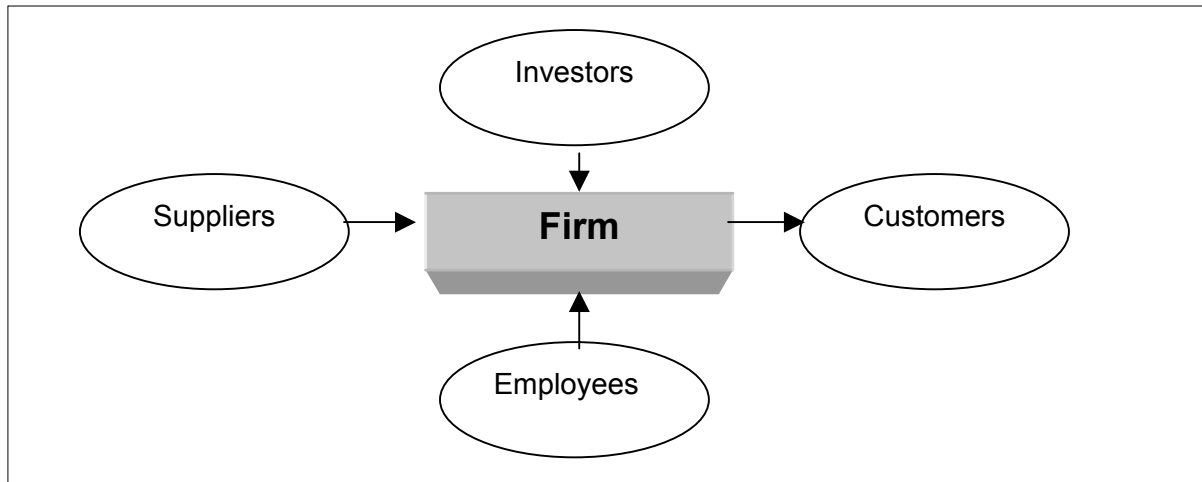 Investors
Suppliers
Firm
Customers
Employees